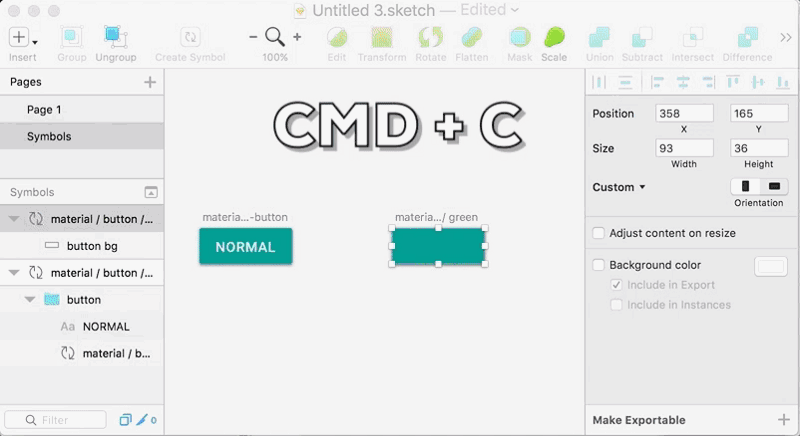 Untitled 3.sketch — Edited
Insert Group Ungroup Create Symbol 100% Edit Transform Rotate Flatten Mask Scale Union Subtract Intersect Difference
Pages
Page 1
Symbols
Symbols
material / button /...
button bg
material / button /...
button
Aa NORMAL
material / b...
Filter
0
CMD + C
materia...-button
NORMAL
materia.../ green
Position 358 165
X Y
Size 93 36
Width Height
Custom
Orientation
Adjust content on resize
Background color
Include in Export
Include in Instances
Make Exportable